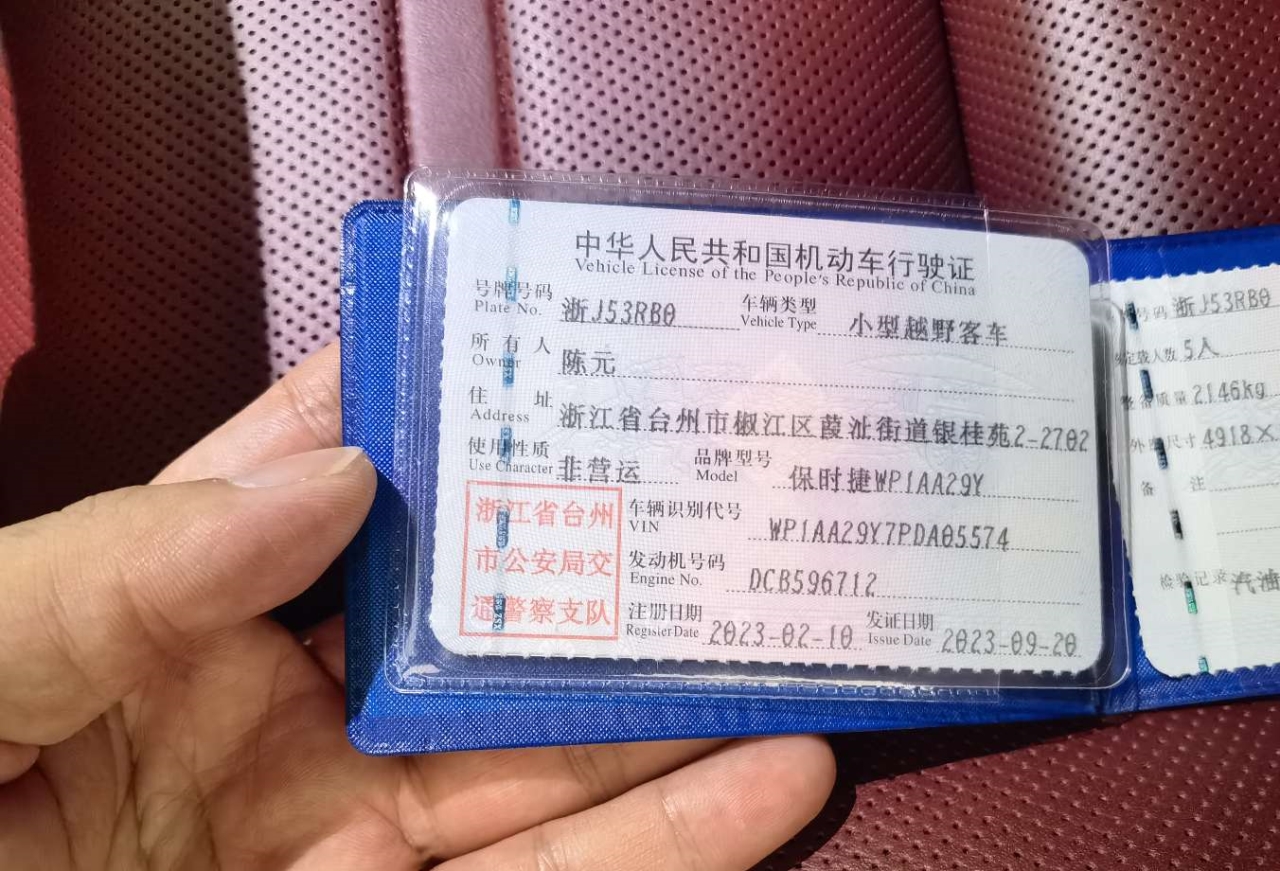 中华人民共和国机动车行驶证
Vehicle License of the People's Republic of China
号牌号码 浙J53RB0 车辆类型 小型越野客车
Plate No. Vehicle Type
所有人 陈元
Owner
住址 浙江省台州市椒江区葭沚街道银桂苑2-2702
Address
使用性质 非营运 品牌型号 保时捷WP1AA29Y
Use Character Model
浙江省台州
市公安局交
通警察支队
车辆识别代号 WP1AA29Y7PDA05574
VIN
发动机号码 DCB596712
Engine No.
注册日期 2023-02-10 发证日期 2023-09-20
Register Date Issue Date
号码 浙J53RB0
定载人数 5人
整备质量 2146kg
外廓尺寸 4918X
备注
检验记录 汽油